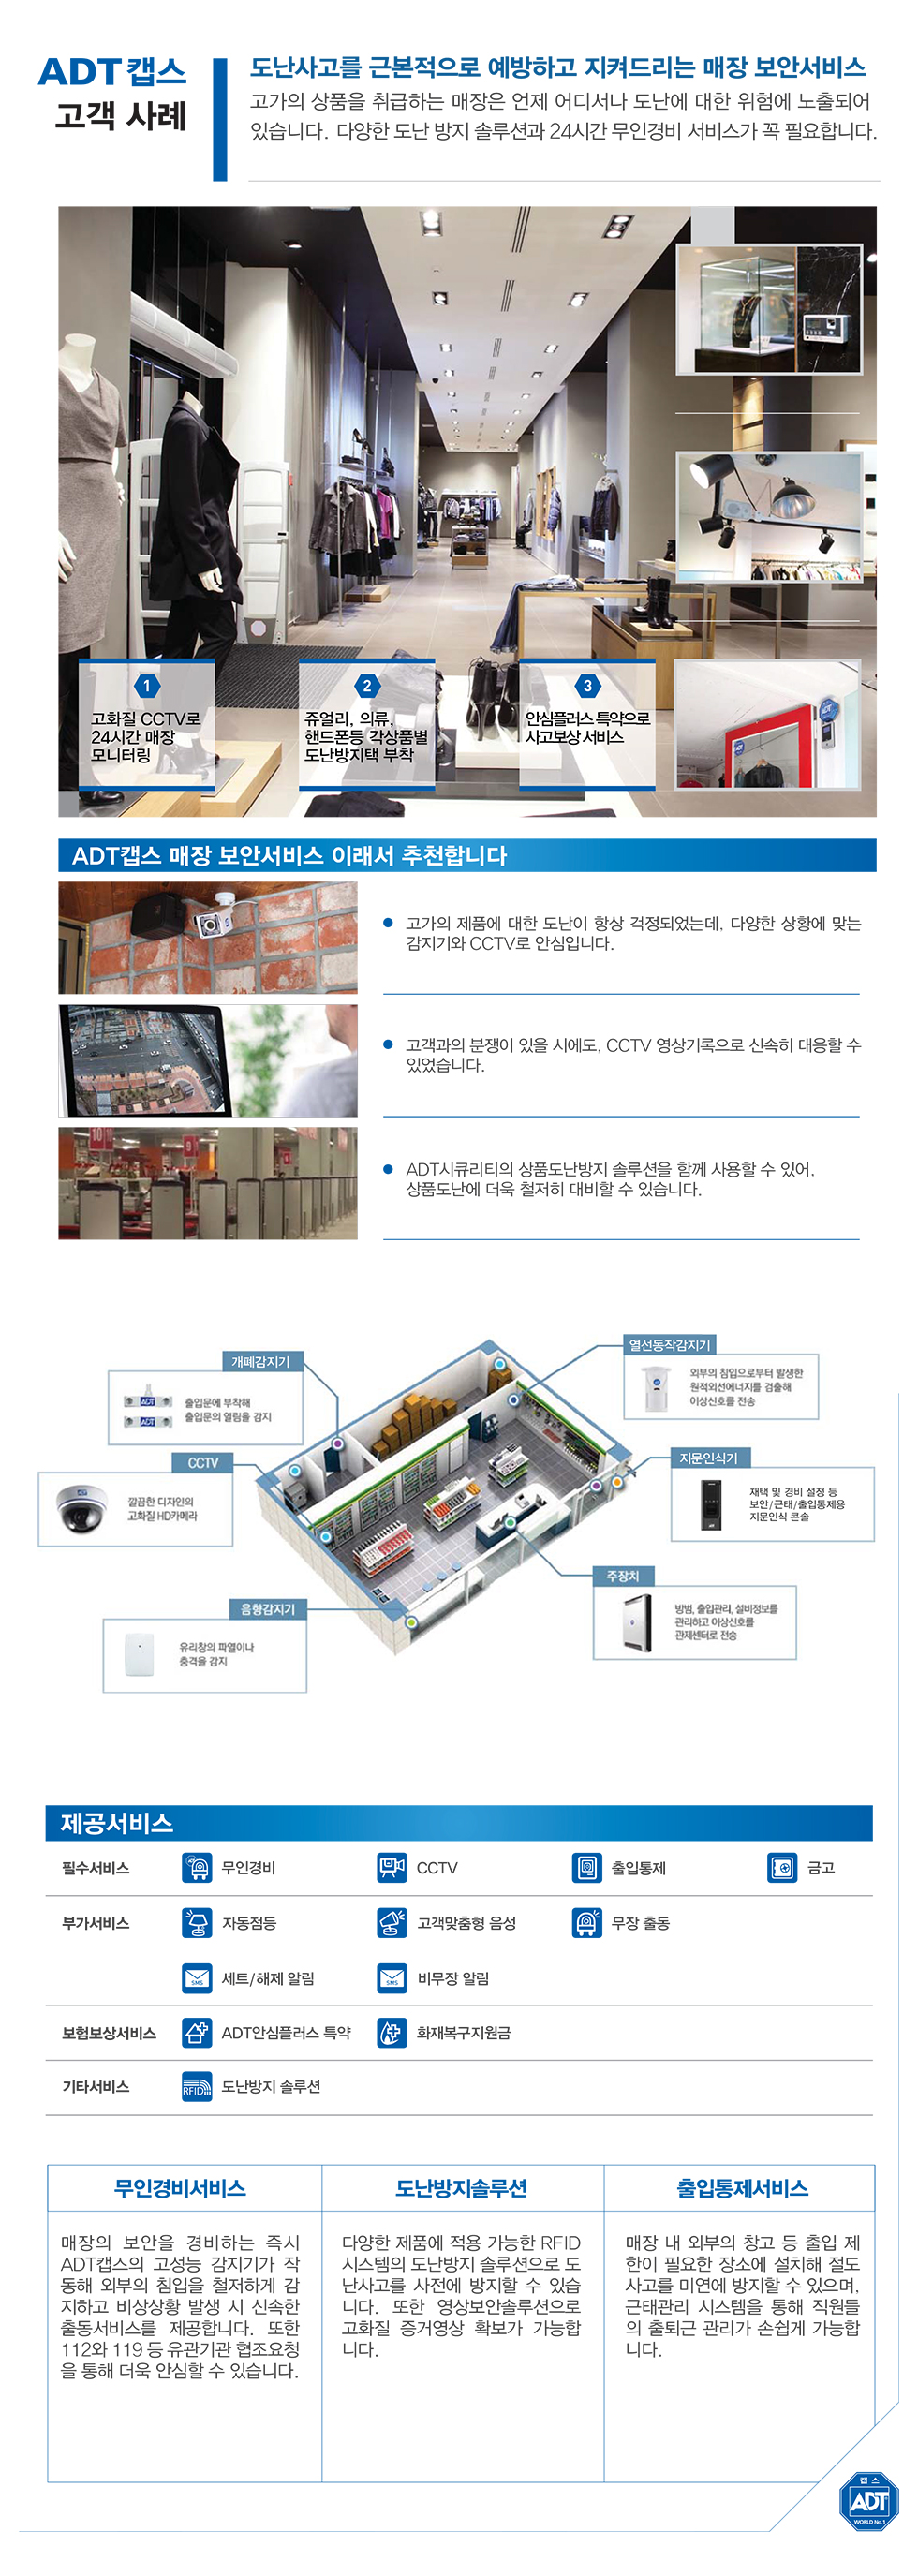 ADT캡스
고객 사례
도난사고를 근본적으로 예방하고 지켜드리는 매장 보안서비스
고가의 상품을 취급하는 매장은 언제 어디서나 도난에 대한 위험에 노출되어
있습니다. 다양한 도난 방지 솔루션과 24시간 무인경비 서비스가 꼭 필요합니다.
1
고화질 CCTV로
24시간 매장
모니터링
2
쥬얼리, 의류,
핸드폰등 각상품별
도난방지택 부착
3
안심플러스 특약으로
사고보상 서비스
ADT
ADT캡스 매장 보안서비스 이래서 추천합니다
고가의 제품에 대한 도난이 항상 걱정되었는데, 다양한 상황에 맞는
감지기와 CCTV로 안심입니다.
고객과의 분쟁이 있을 시에도, CCTV 영상기록으로 신속히 대응할 수
있었습니다.
10
9
ADT시큐리티의 상품도난방지 솔루션을 함께 사용할 수 있어,
상품도난에 더욱 철저히 대비할 수 있습니다.
개폐감지기
ADT
ADT
출입문에 부착해
출입문의 열림을 감지
열선동작감지기
외부의 침입으로부터 발생한
원적외선에너지를 검출해
이상신호를 전송
CCTV
깔끔한 디자인의
고화질 HD카메라
지문인식기
재택 및 경비 설정 등
보안/근태/출입통제용
지문인식 콘솔
음향감지기
유리창의 파열이나
충격을 감지
주장치
방범, 출입관리, 설비정보를
관리하고 이상신호를
관제센터로 전송
제공서비스
필수서비스 무인경비 CCTV 출입통제 금고
부가서비스 자동점등 고객맞춤형 음성 무장 출동
SMS 세트/해제 알림 SMS 비무장 알림
보험보상서비스 ADT안심플러스 특약 화재복구지원금
기타서비스 RFID 도난방지 솔루션
무인경비서비스
매장의 보안을 경비하는 즉시
ADT캡스의 고성능 감지기가 작
동해 외부의 침입을 철저하게 감
지하고 비상상황 발생 시 신속한
출동서비스를 제공합니다. 또한
112와 119 등 유관기관 협조요청
을 통해 더욱 안심할 수 있습니다.
도난방지솔루션
다양한 제품에 적용 가능한 RFID
시스템의 도난방지 솔루션으로 도
난사고를 사전에 방지할 수 있습
니다. 또한 영상보안솔루션으로
고화질 증거영상 확보가 가능합
니다.
출입통제서비스
매장 내 외부의 창고 등 출입 제
한이 필요한 장소에 설치해 절도
사고를 미연에 방지할 수 있으며,
근태관리 시스템을 통해 직원들
의 출퇴근 관리가 손쉽게 가능합
니다.
캡스
ADT
WORLD No.1